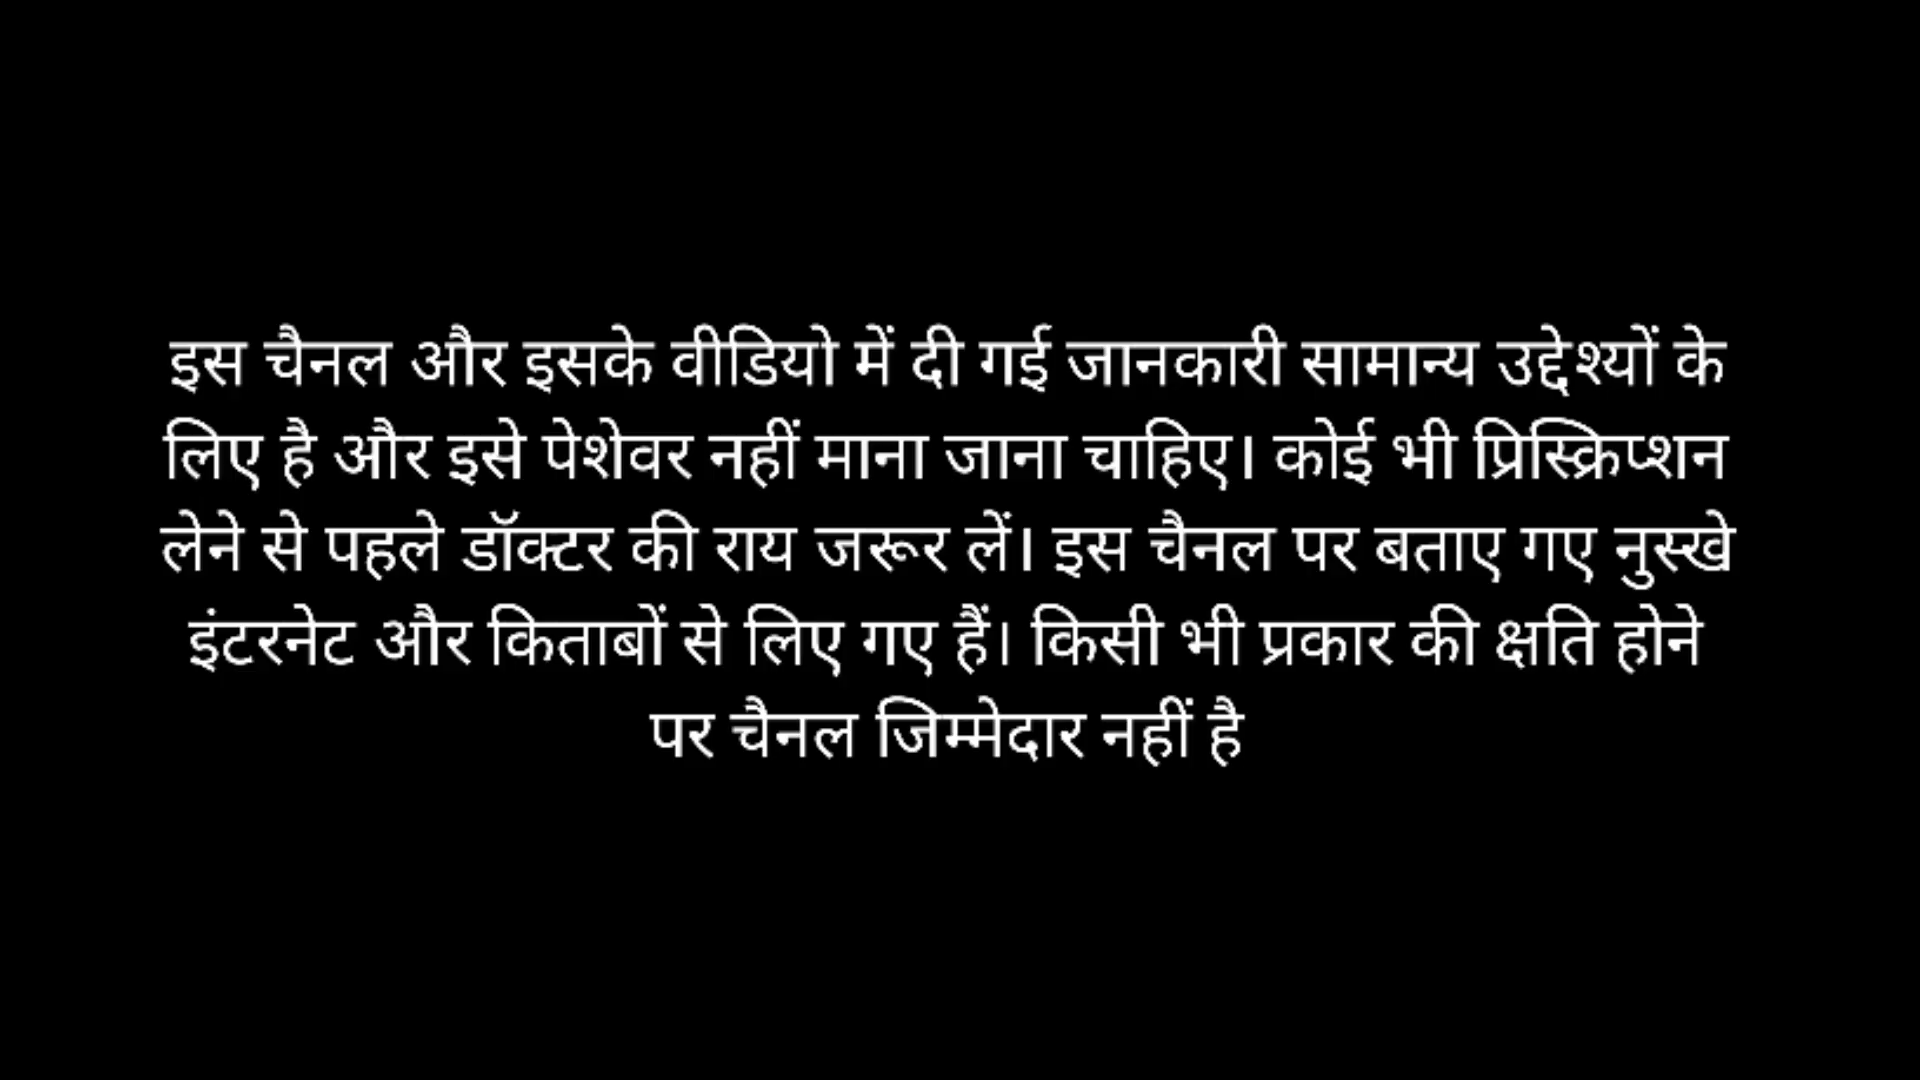 इस चैनल और इसके वीडियो में दी गई जानकारी सामान्य उद्देश्यों के
लिए है और इसे पेशेवर नहीं माना जाना चाहिए। कोई भी प्रिस्क्रिप्शन
लेने से पहले डॉक्टर की राय जरूर लें। इस चैनल पर बताए गए नुस्खे
इंटरनेट और किताबों से लिए गए हैं। किसी भी प्रकार की क्षति होने
पर चैनल जिम्मेदार नहीं है